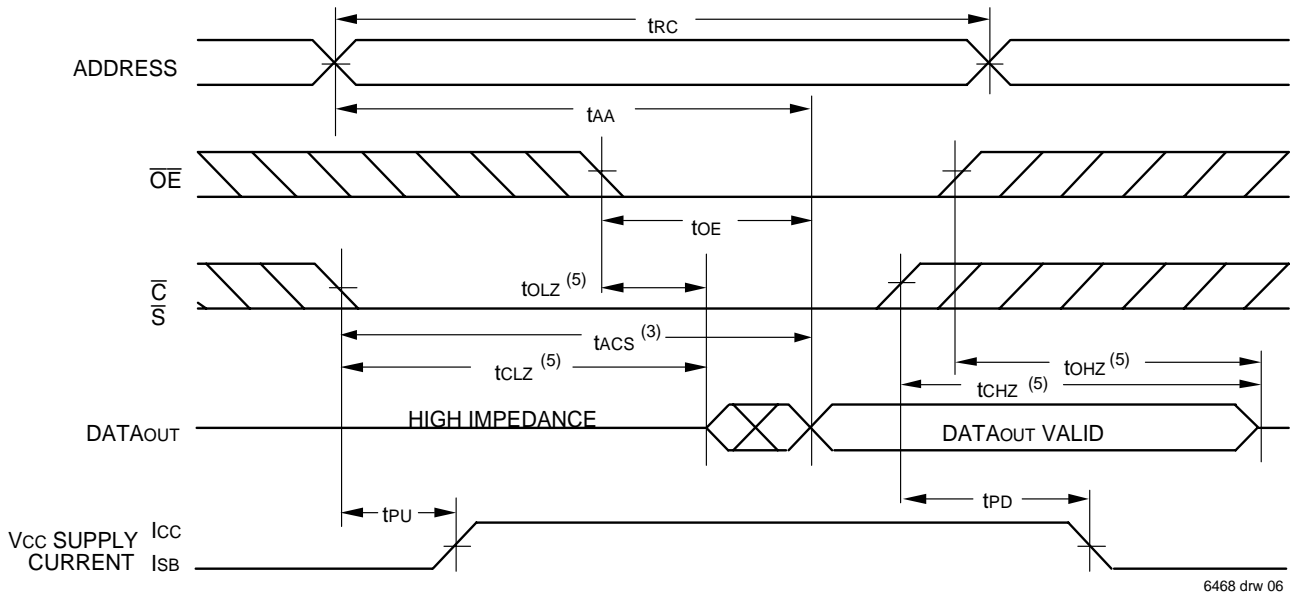 tRC
ADDRESS
tAA
OE
tOE
C
S
tOLZ (5)
tACS (3)
tCLZ (5)
tOHZ (5)
tCHZ (5)
HIGH IMPEDANCE
DATAOUT
DATAOUT VALID
tPU
tPD
VCC SUPPLY
CURRENT
ICC
ISB
6468 drw 06